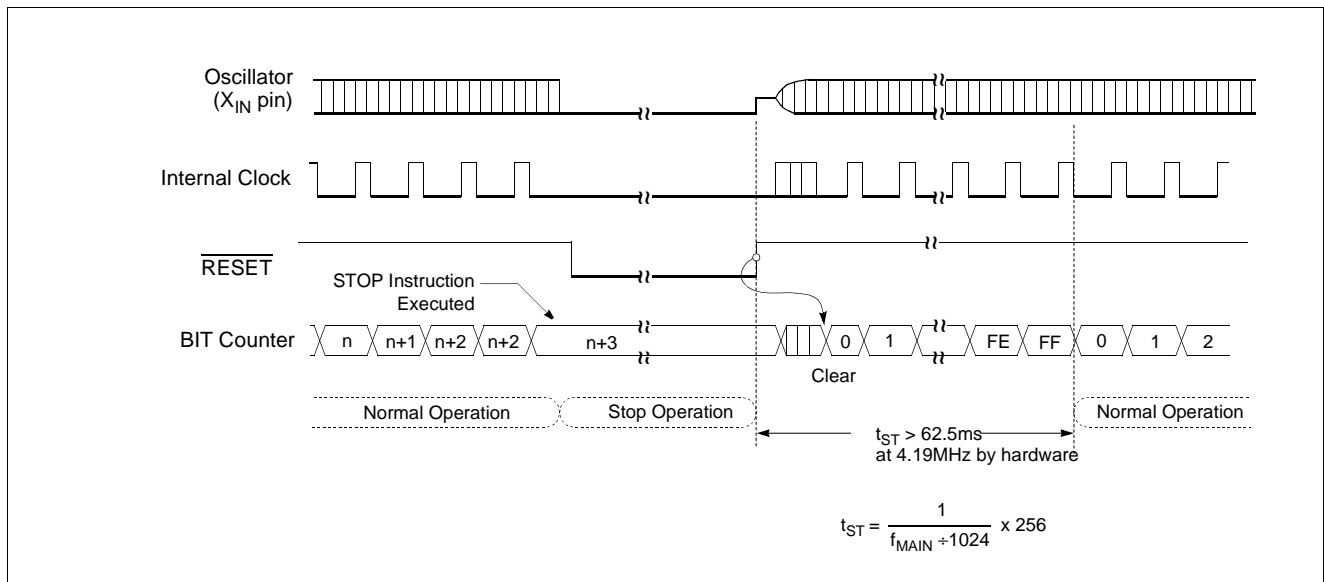 Oscillator
(XIN pin)
Internal Clock
RESET
STOP Instruction
Executed
BIT Counter
n n+1 n+2 n+2 n+3 0 1 FE FF 0 1 2
Clear
Normal Operation Stop Operation Normal Operation
tST > 62.5ms
at 4.19MHz by hardware
tST = 1 / fMAIN ÷1024 x 256